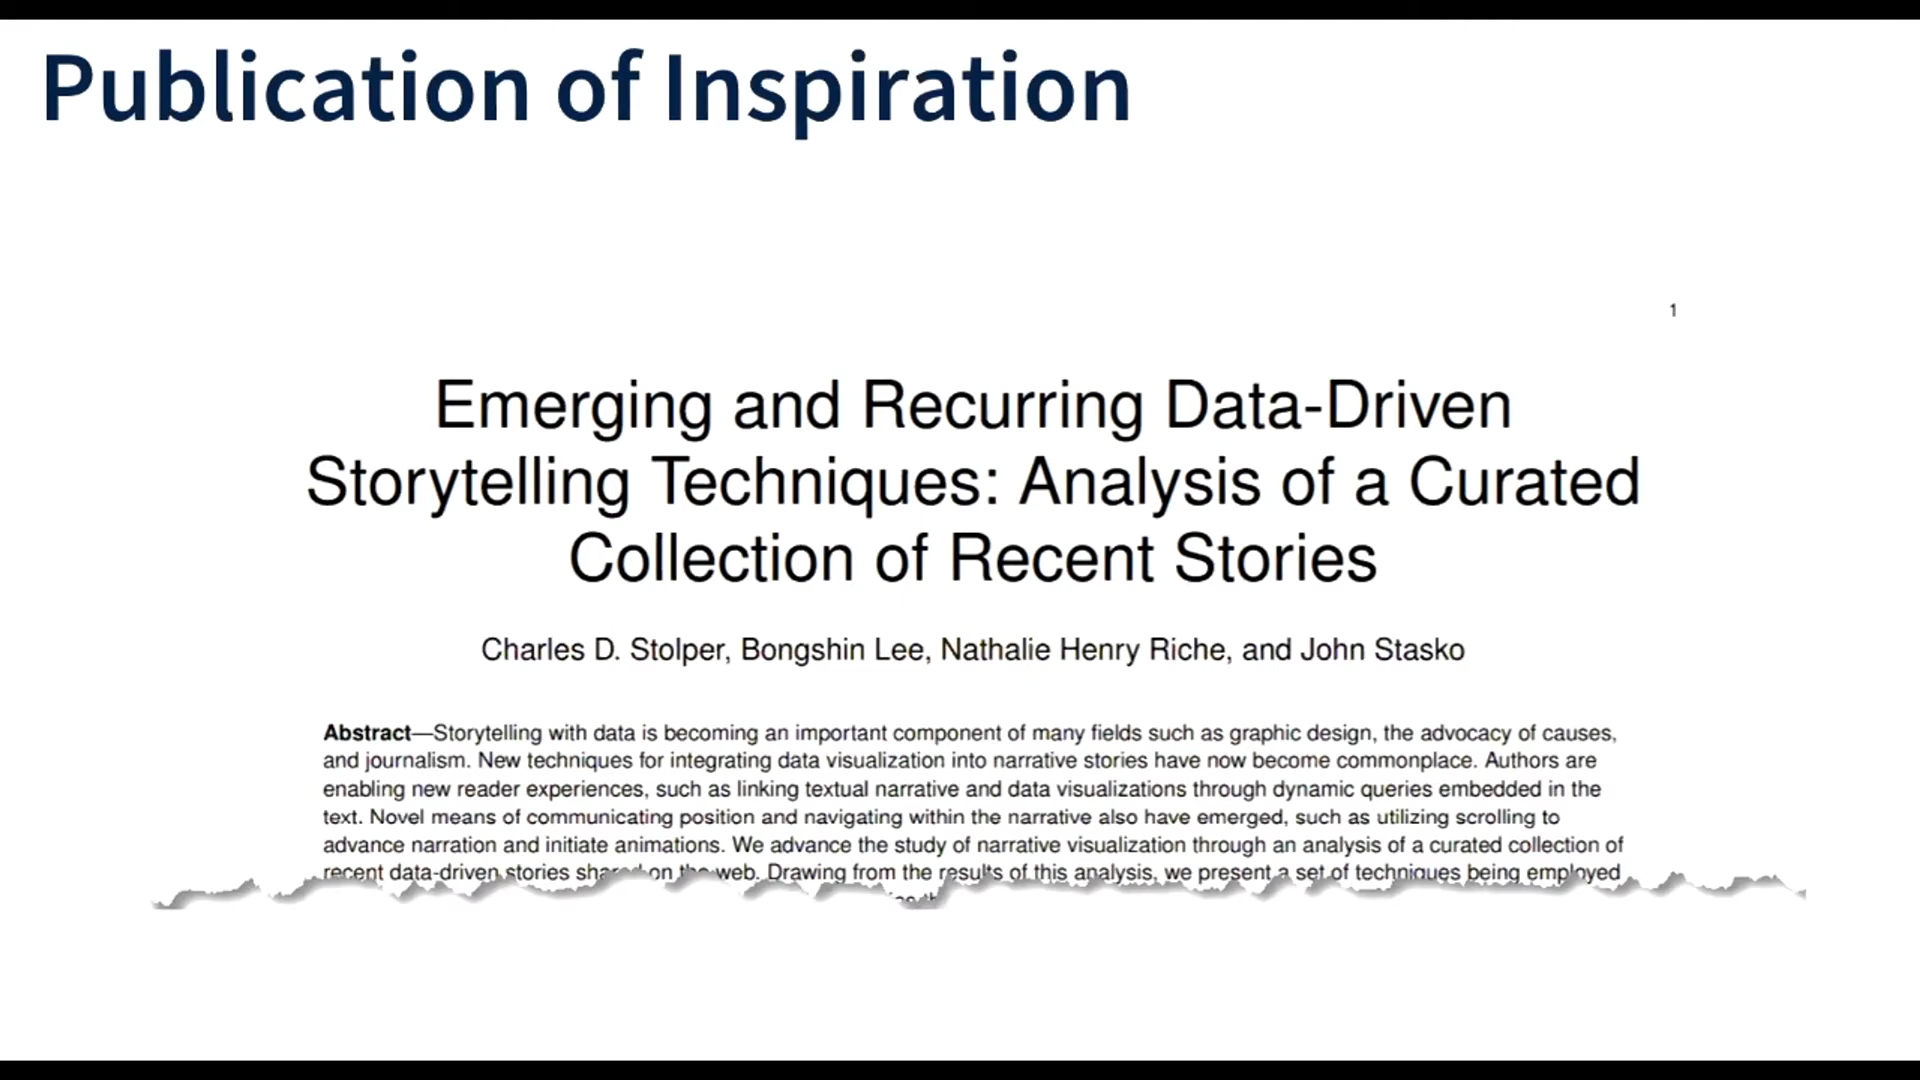 Publication of Inspiration
1
Emerging and Recurring Data-Driven
Storytelling Techniques: Analysis of a Curated
Collection of Recent Stories
Charles D. Stolper, Bongshin Lee, Nathalie Henry Riche, and John Stasko
Abstract—Storytelling with data is becoming an important component of many fields such as graphic design, the advocacy of causes,
and journalism. New techniques for integrating data visualization into narrative stories have now become commonplace. Authors are
enabling new reader experiences, such as linking textual narrative and data visualizations through dynamic queries embedded in the
text. Novel means of communicating position and navigating within the narrative also have emerged, such as utilizing scrolling to
advance narration and initiate animations. We advance the study of narrative visualization through an analysis of a curated collection of
recent data-driven stories shared on the web. Drawing from the results of this analysis, we present a set of techniques being employed